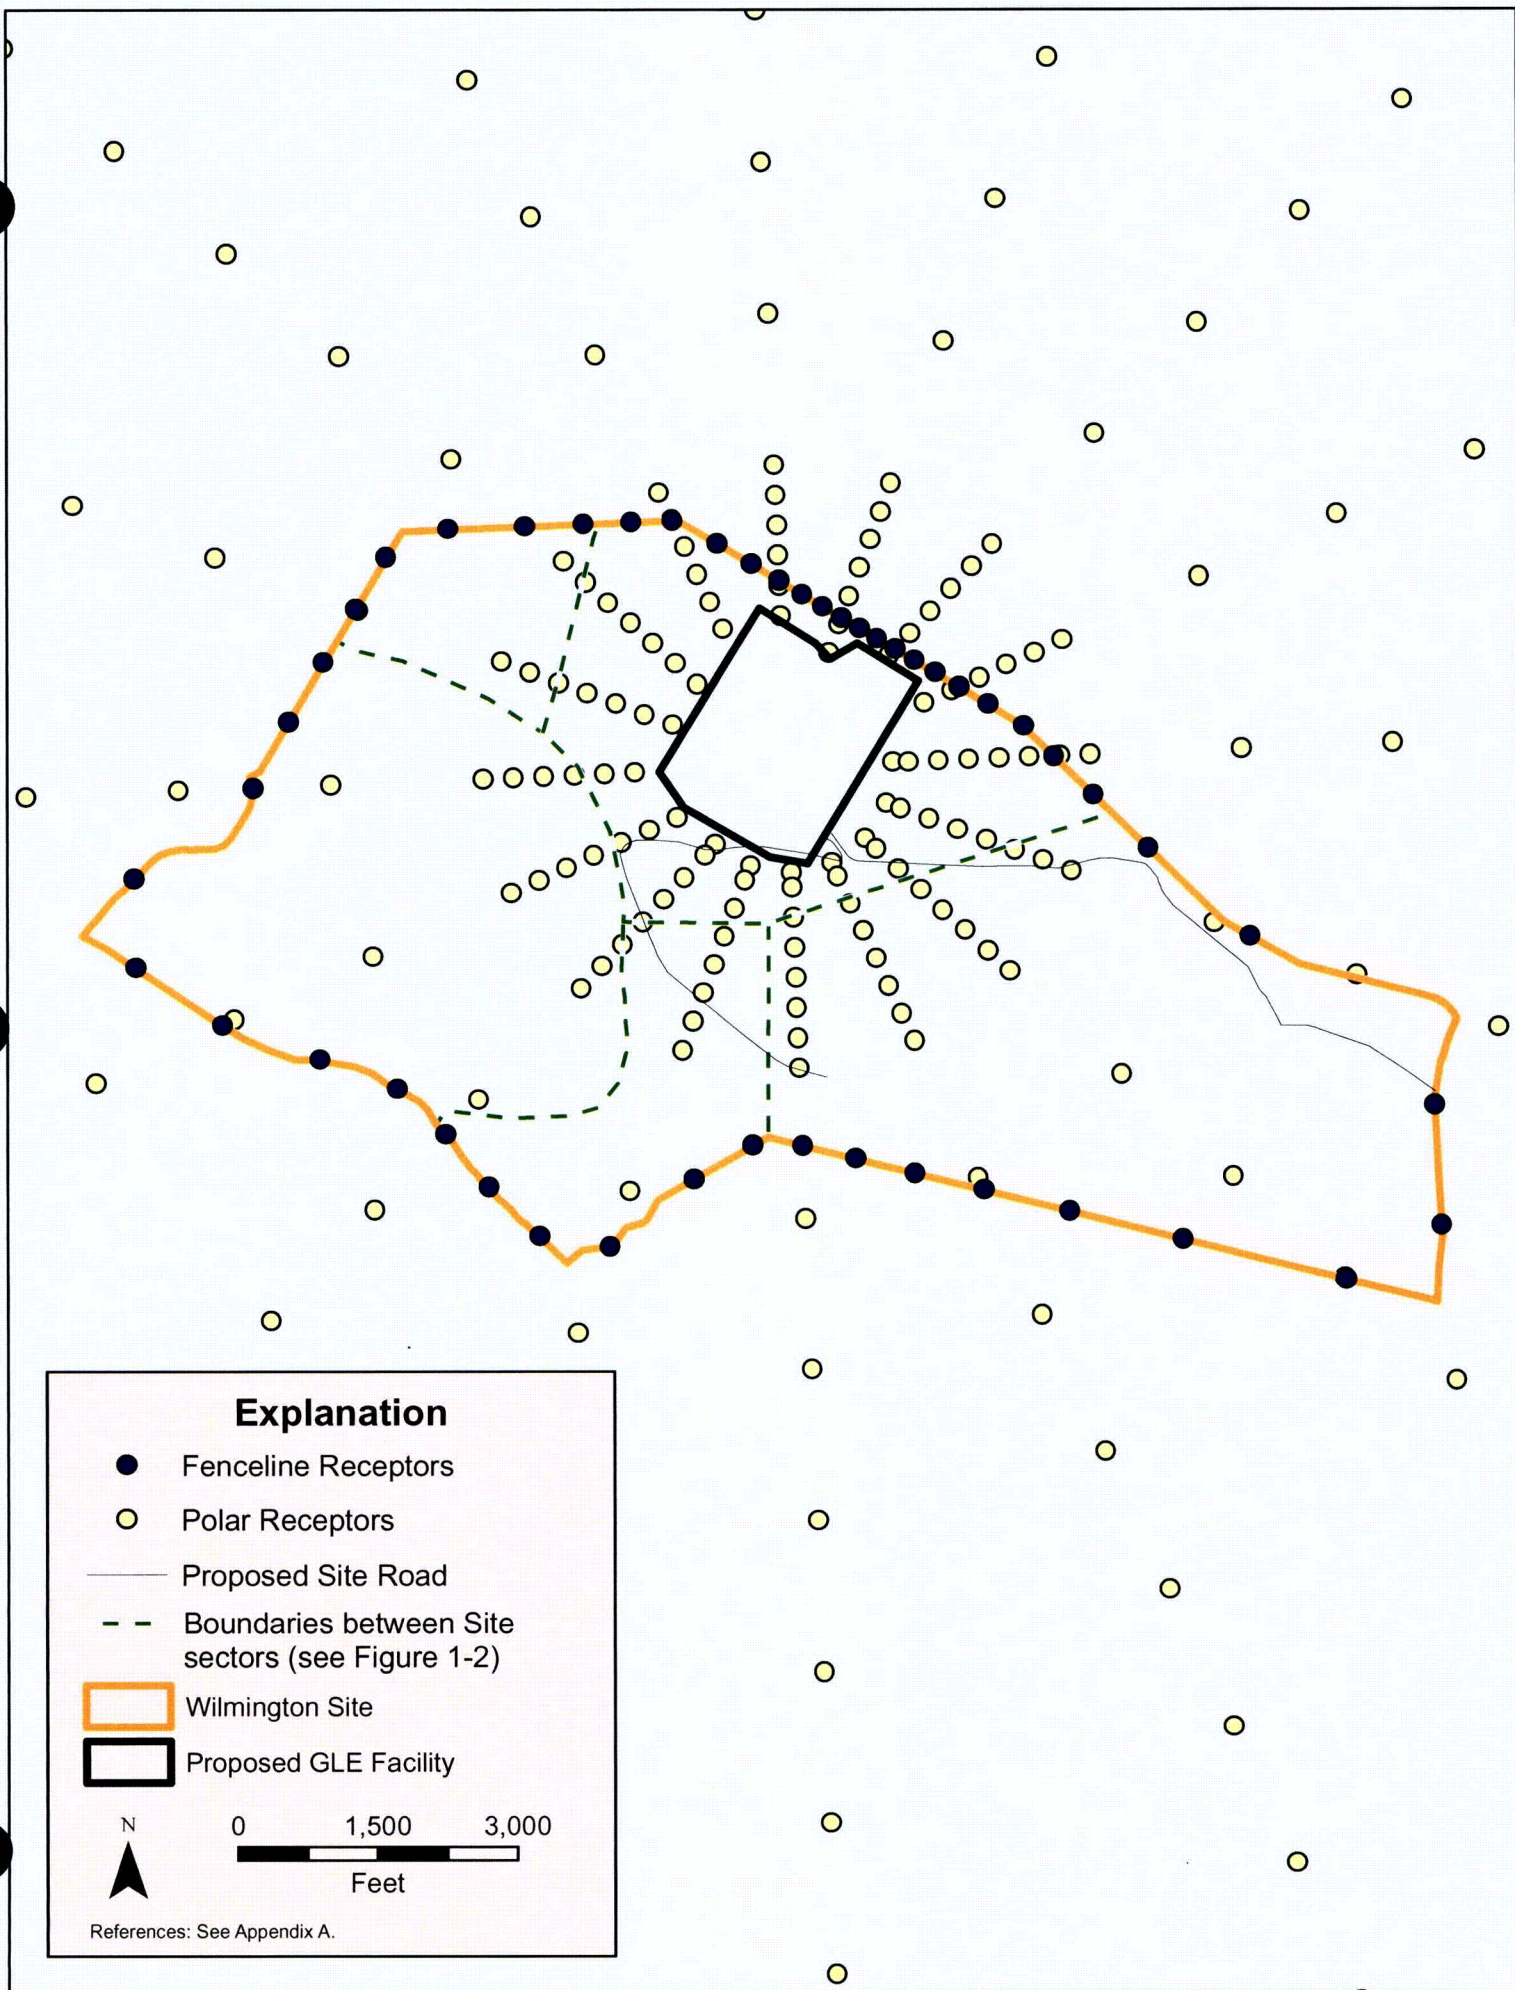 Explanation
Fenceline Receptors
Polar Receptors
Proposed Site Road
Boundaries between Site
sectors (see Figure 1-2)
Wilmington Site
Proposed GLE Facility
N
0 1,500 3,000
Feet
References: See Appendix A.